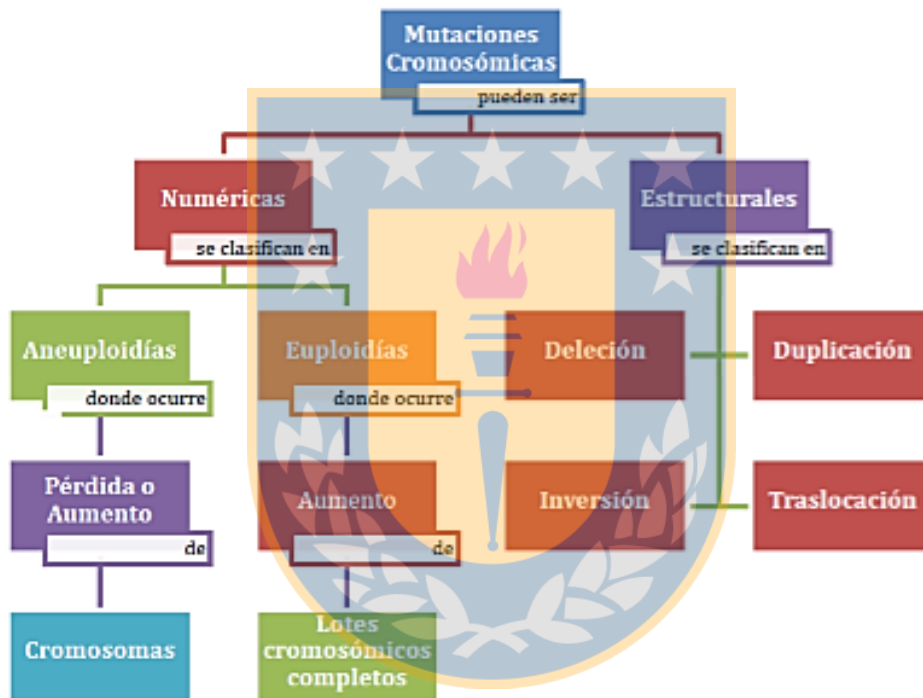 Mutaciones
Cromosómicas
pueden ser
Numéricas
se clasifican en
Estructurales
se clasifican en
Aneuploidías
donde ocurre
Euploidías
donde ocurre
Deleción
Duplicación
Pérdida o
Aumento
de
Aumento
de
Inversión
Traslocación
Cromosomas
Lotes
cromosómicos
completos